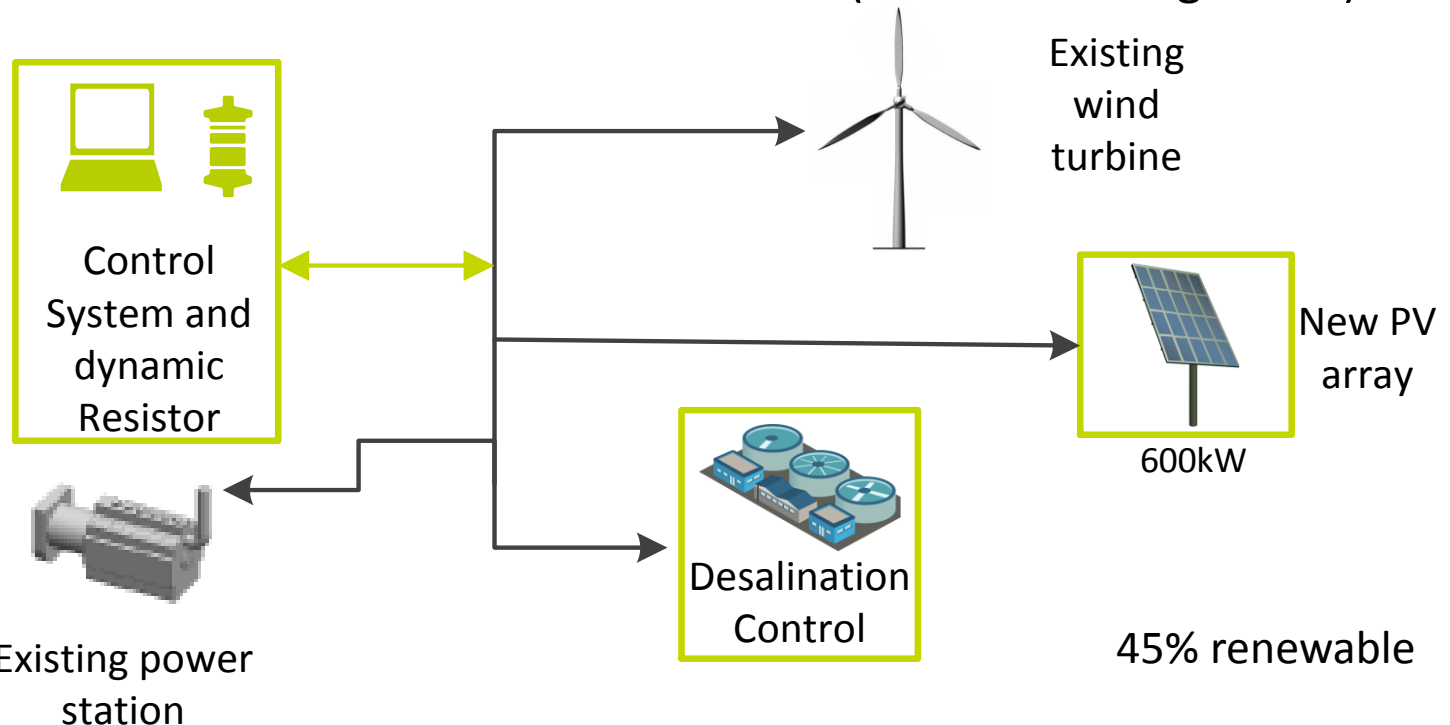 Existing
wind
turbine
Control
System and
dynamic
Resistor
New PV
array
600kW
Desalination
Control
45% renewable
Existing power
station